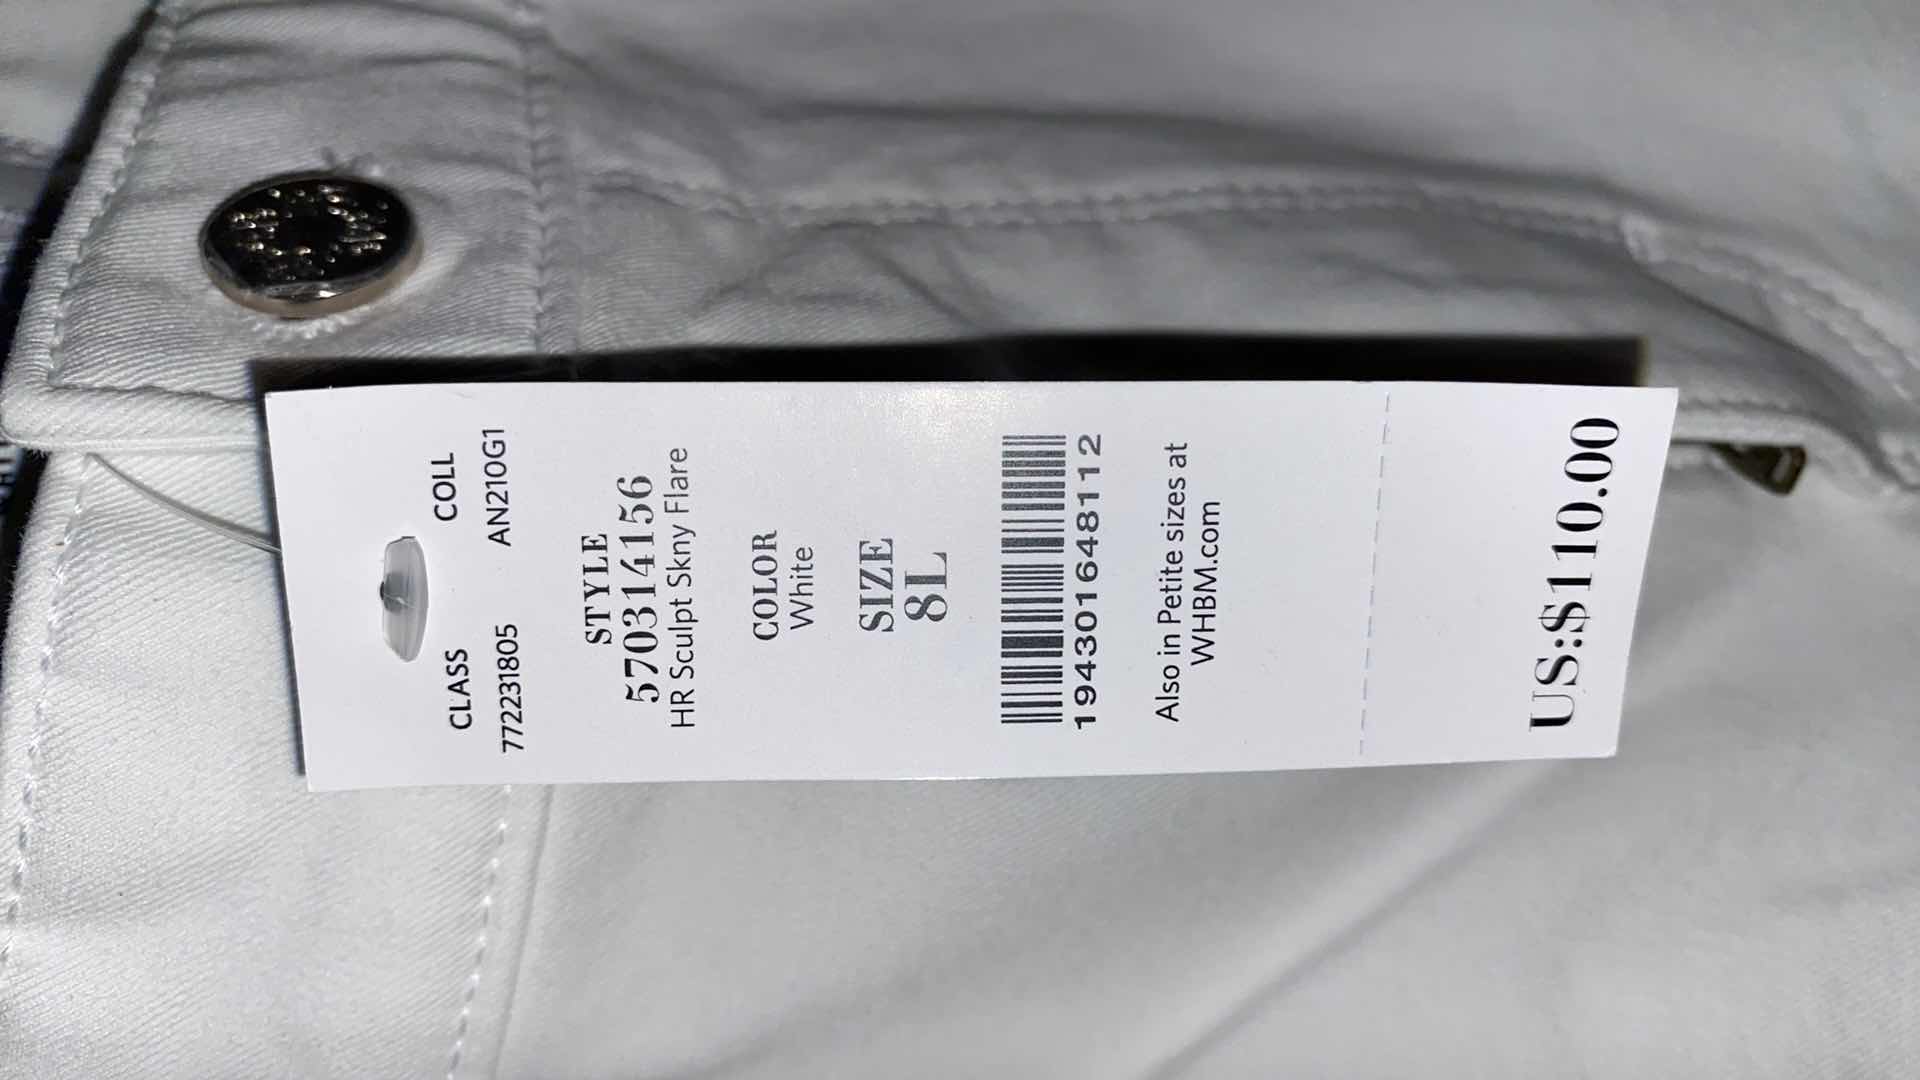 CLASS COLL
772231805 AN210G1
STYLE
570314156
HR Sculpt Skny Flare
COLOR
White
SIZE
8L
194301648112
Also in Petite sizes at
WHBM.com
US:$110.00